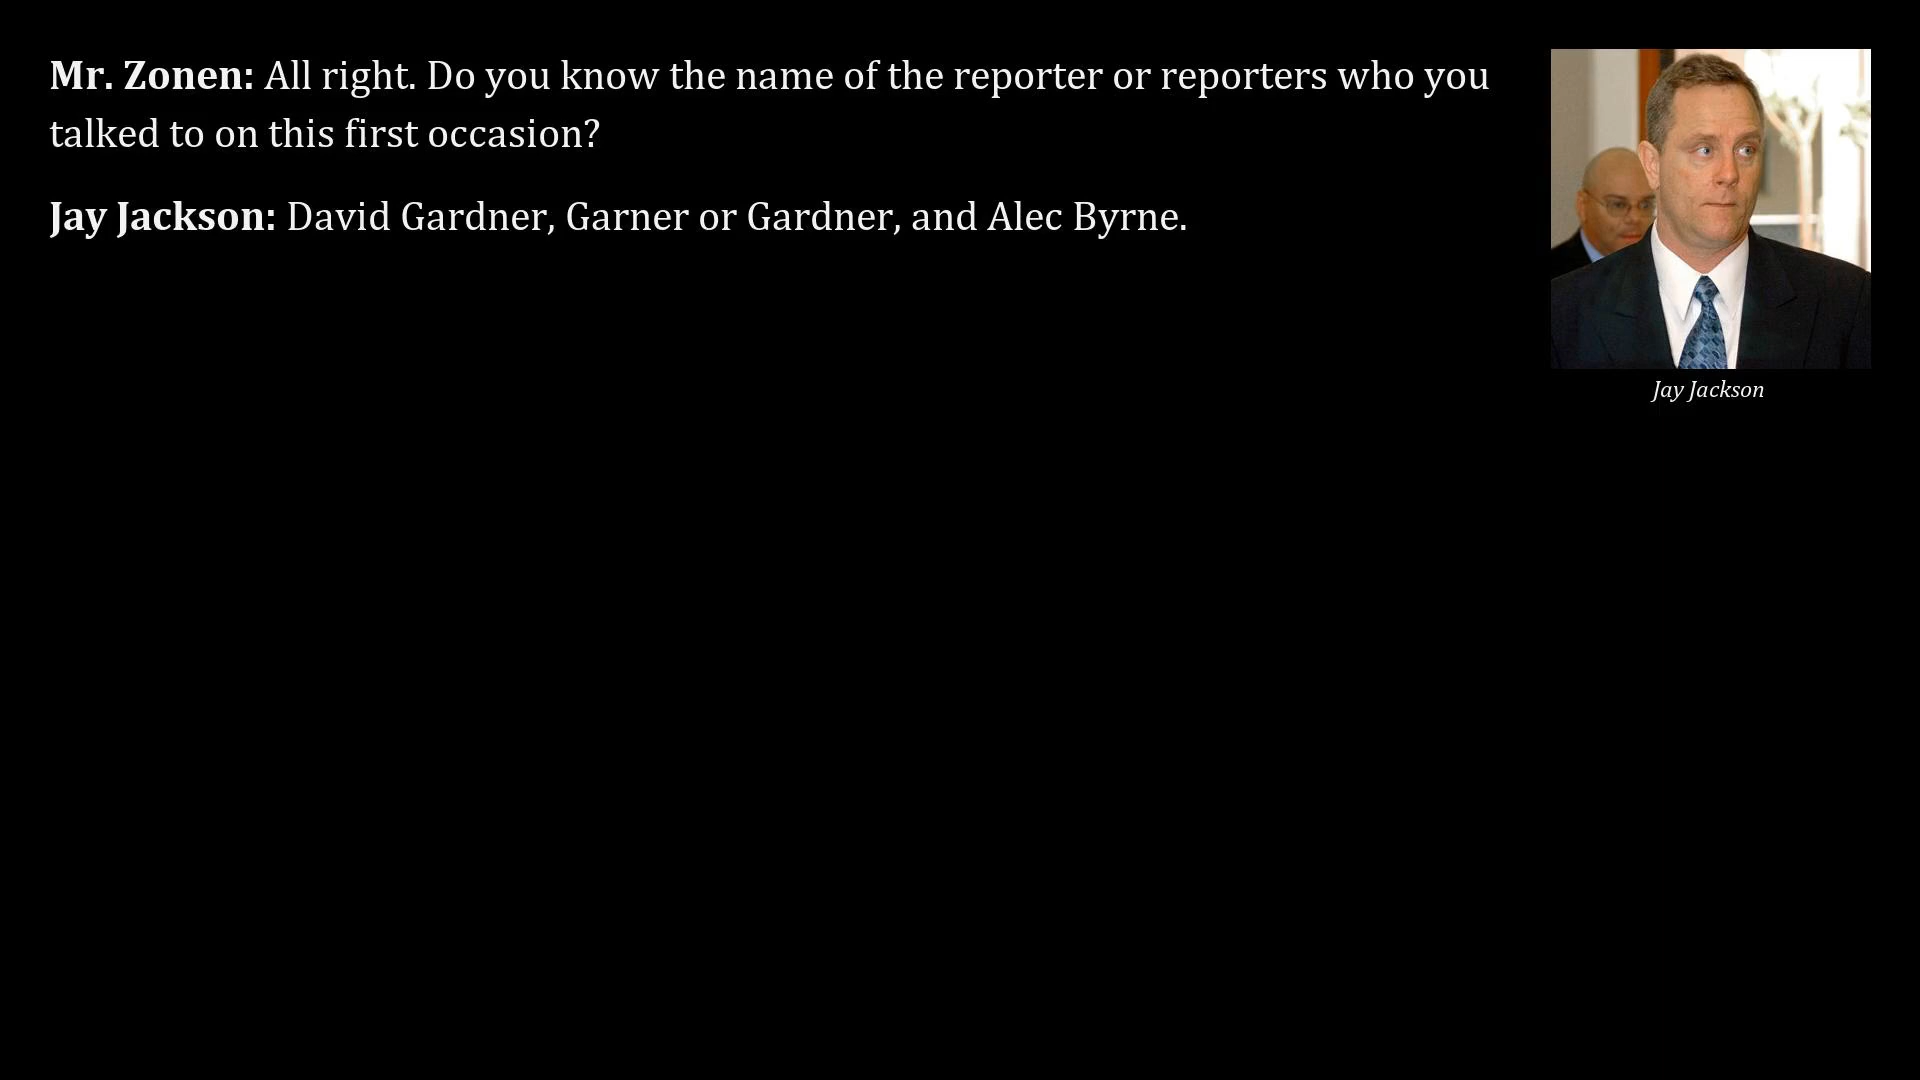 Mr. Zonen: All right. Do you know the name of the reporter or reporters who you
talked to on this first occasion?
Jay Jackson: David Gardner, Garner or Gardner, and Alec Byrne.
Jay Jackson